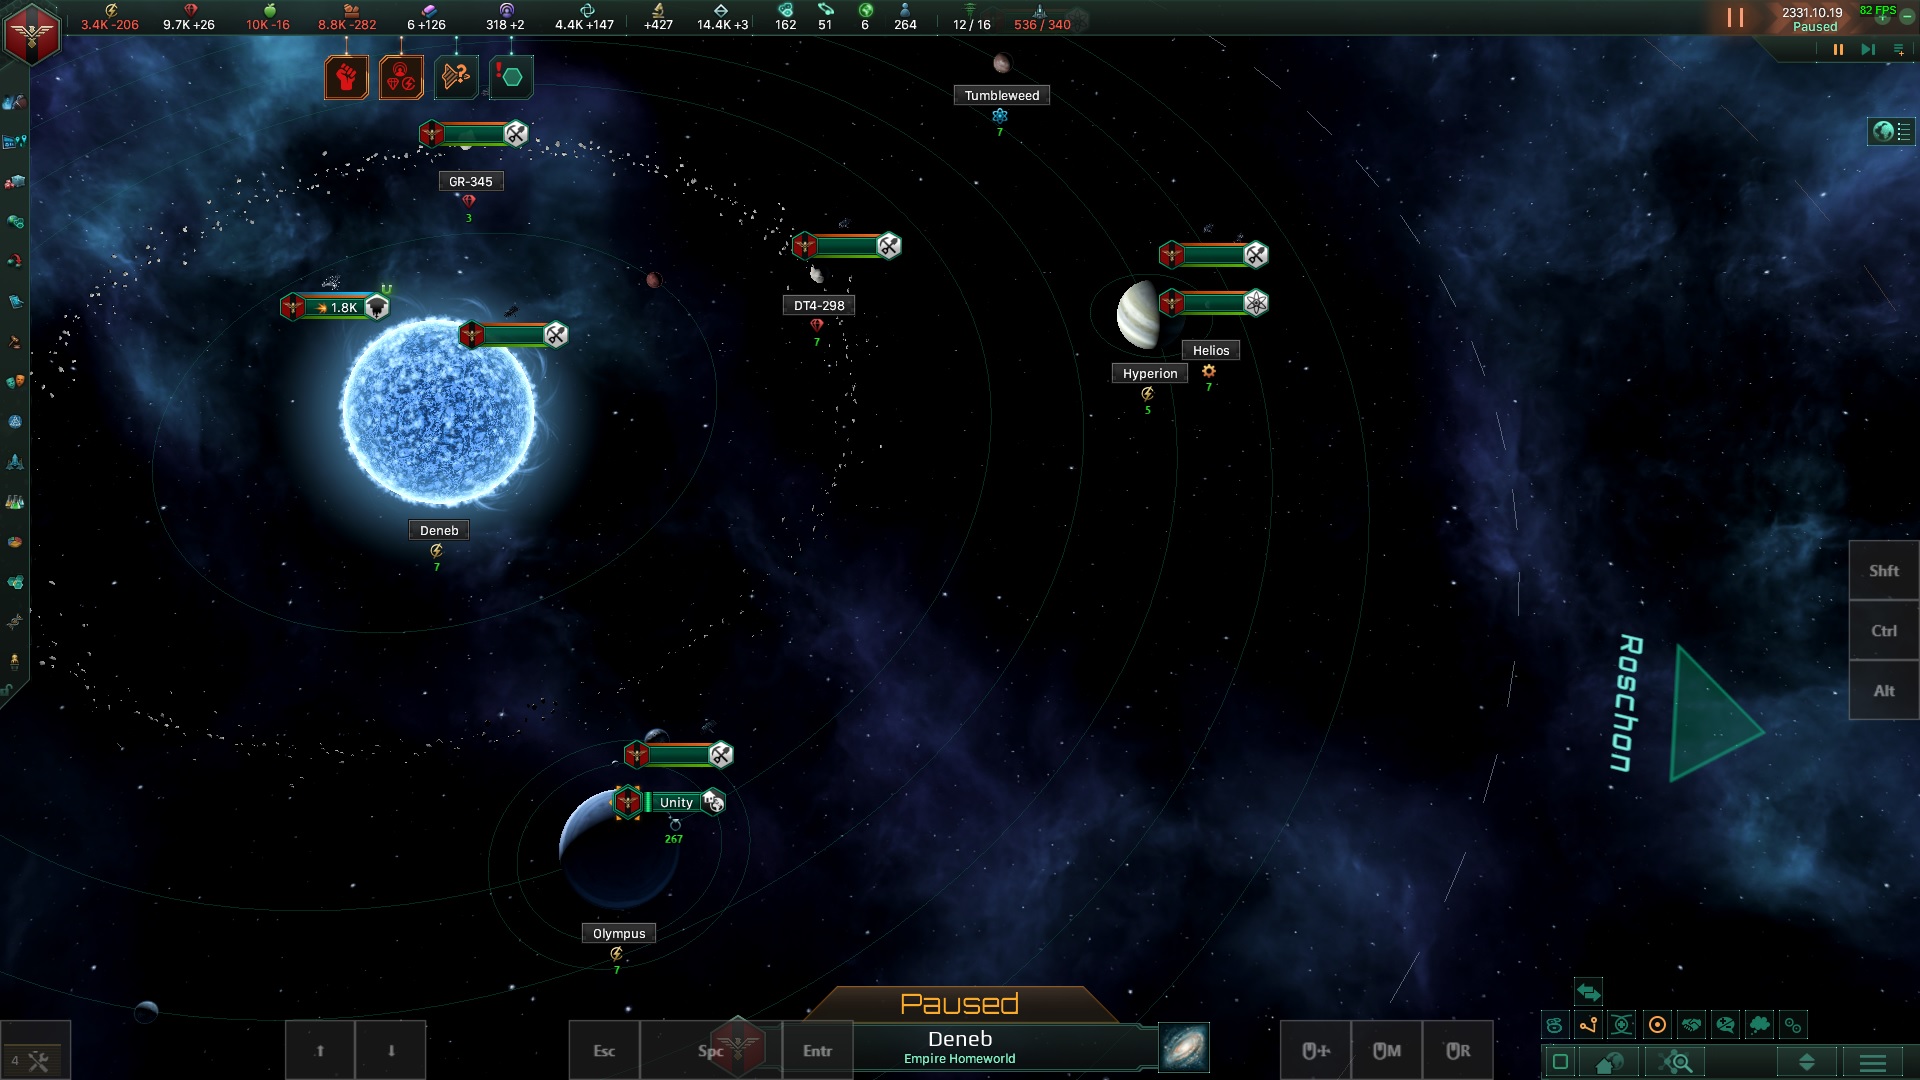 3.4K -206
9.7K +26
10K -16
8.8K -282
6 +126
318 +2
4.4K +147
+427
14.4K +3
162
51
6
264
12 / 16
536 / 340
2331.10.19
Paused
82 FPS
Tumbleweed
7
GR-345
3
DT4-298
7
1.8K
Helios
7
Hyperion
5
Deneb
7
Roschon
Shft
Ctrl
Alt
Unity
267
Olympus
7
Paused
Deneb
Empire Homeworld
4
↑
↓
Esc
Spc
Entr
M
R